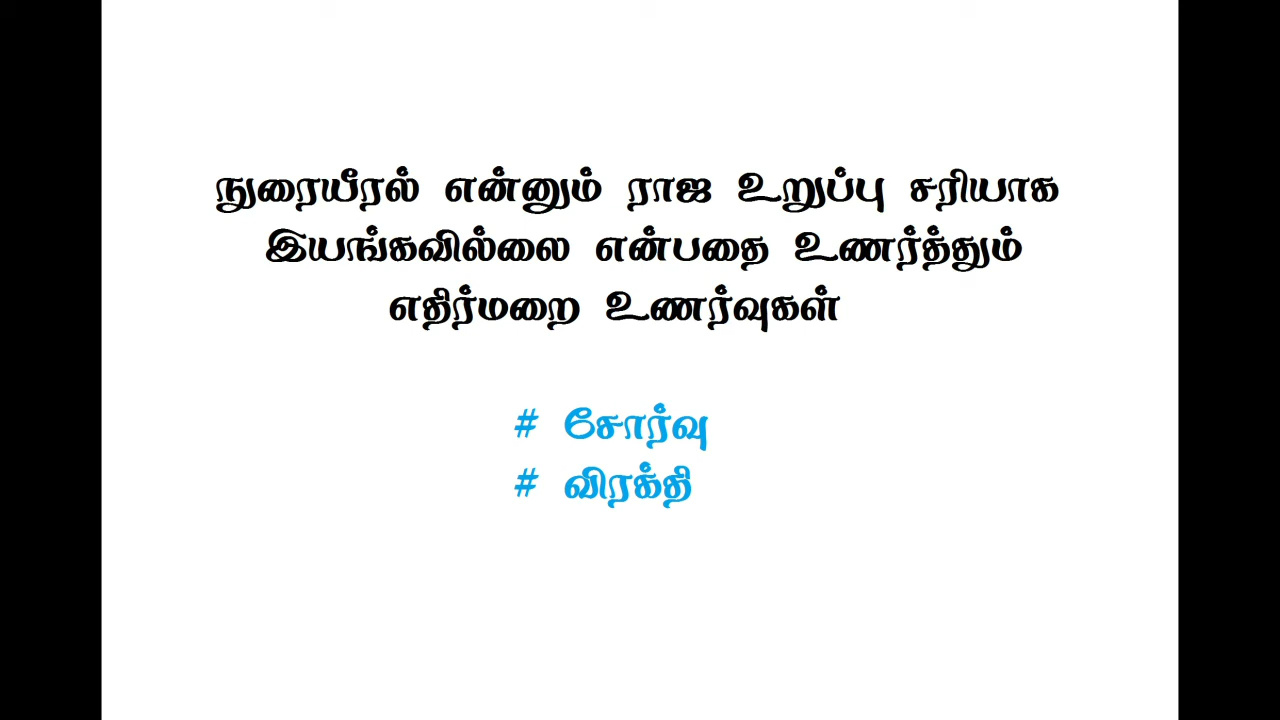 நுரையீரல் என்னும் ராஜ உறுப்பு சரியாக
இயங்கவில்லை என்பதை உணர்த்தும்
எதிர்மறை உணர்வுகள்
# சோர்வு
# விரக்தி